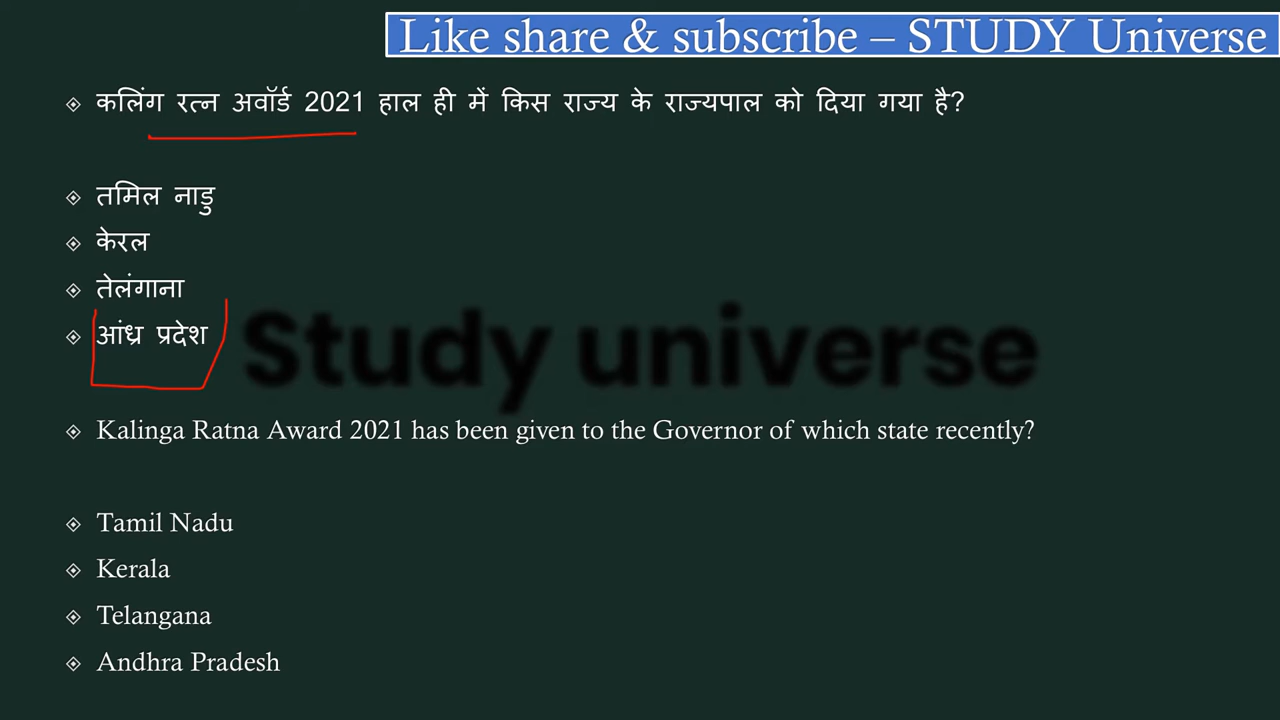 Like share & subscribe – STUDY Universe
कलिंग रत्न अवॉर्ड 2021 हाल ही में किस राज्य के राज्यपाल को दिया गया है?
तमिल नाडु
केरल
तेलंगाना
आंध्र प्रदेश
Study universe
Kalinga Ratna Award 2021 has been given to the Governor of which state recently?
Tamil Nadu
Kerala
Telangana
Andhra Pradesh